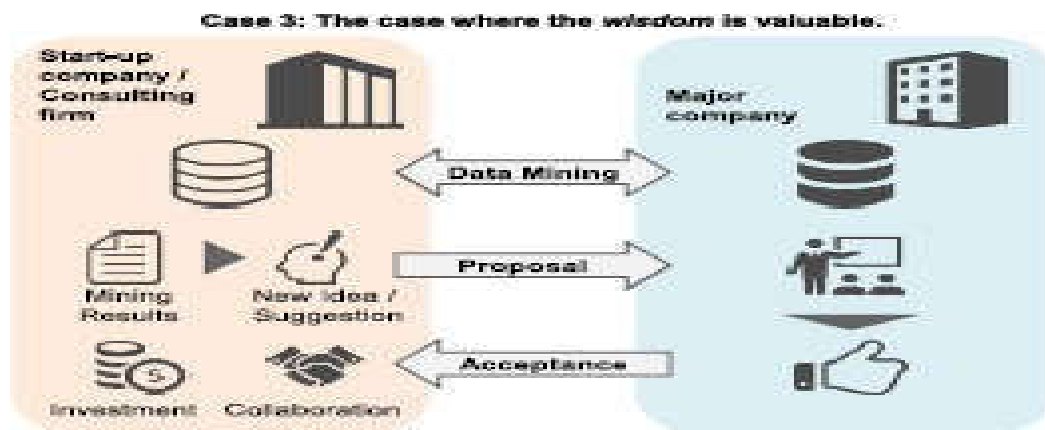 Case 3: The case where the wisdom is valuable.
Start-up
company /
Consulting
firm
Major
company
Data Mining
Proposal
Mining
Results
New Idea /
Suggestion
Acceptance
$
Investment
Collaboration